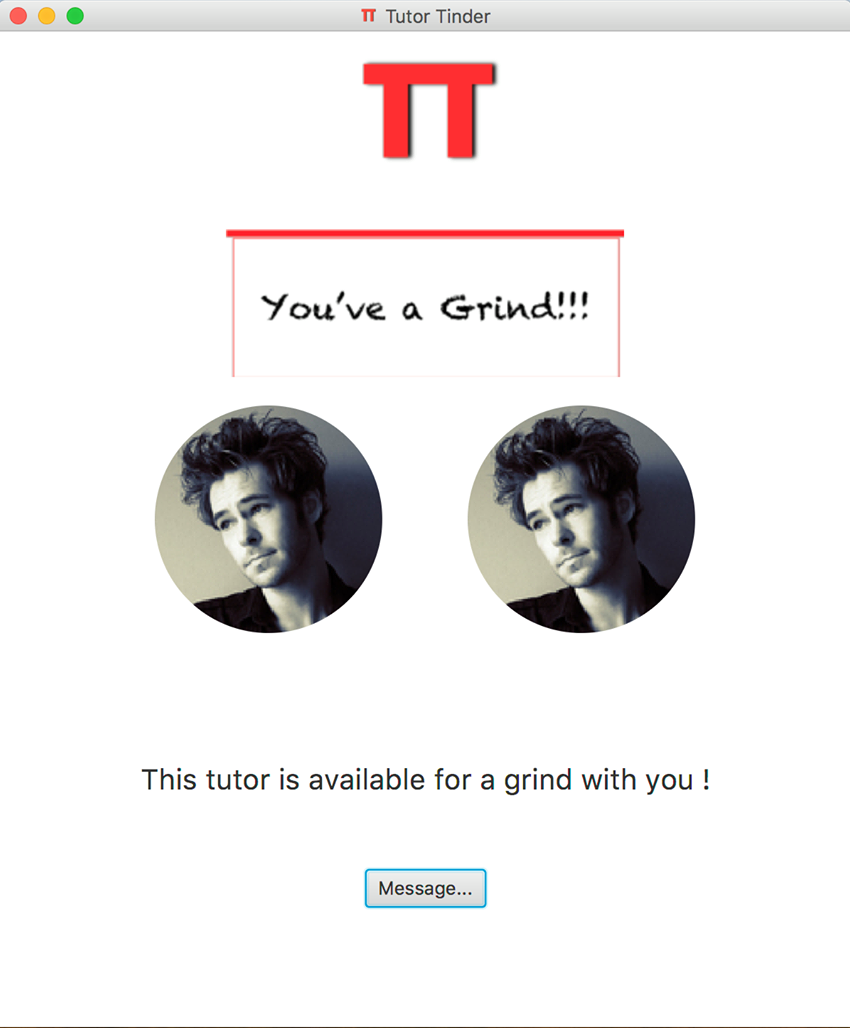 Tutor Tinder
TT
You've a Grind!!!
This tutor is available for a grind with you !
Message...